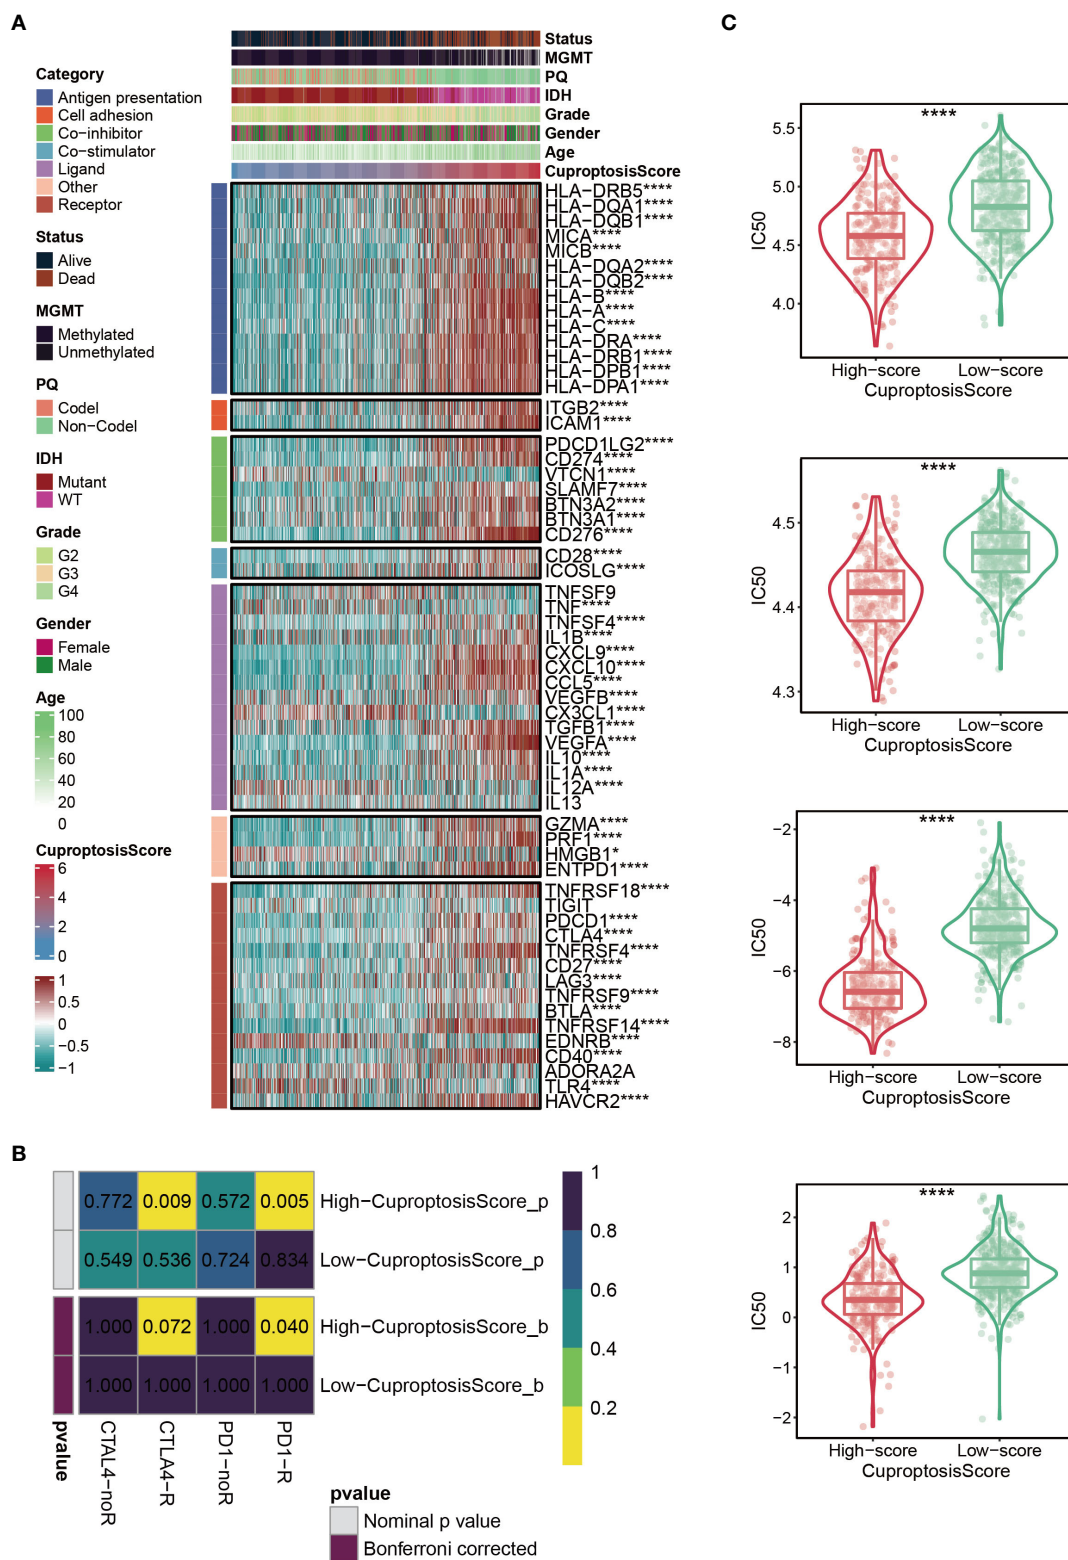 A
Category
Antigen presentation
Cell adhesion
Co−inhibitor
Co−stimulator
Ligand
Other
Receptor
Status
Alive
Dead
MGMT
Methylated
Unmethylated
PQ
Codel
Non−Codel
IDH
Mutant
WT
Grade
G2
G3
G4
Gender
Female
Male
Age
100
80
60
40
20
0
CuproptosisScore
6
4
2
0
1
0.5
0
−0.5
−1
Status
MGMT
PQ
IDH
Grade
Gender
Age
CuproptosisScore
HLA−DRB5****
HLA−DQA1****
HLA−DQB1****
MICA****
MICB****
HLA−DQA2****
HLA−DQB2****
HLA−B****
HLA−A****
HLA−C****
HLA−DRA****
HLA−DRB1****
HLA−DPB1****
HLA−DPA1****
ITGB2****
ICAM1****
PDCD1LG2****
CD274****
VTCN1****
SLAMF7****
BTN3A2****
BTN3A1****
CD276****
CD28****
ICOSLG****
TNFSF9
TNF****
TNFSF4****
IL1B****
CXCL9****
CXCL10****
CCL5****
VEGFB****
CX3CL1****
TGFB1****
VEGFA****
IL10****
IL1A****
IL12A****
IL13
GZMA****
PRF1****
HMGB1*
ENTPD1****
TNFRSF18****
TIGIT
PDCD1****
CTLA4****
TNFRSF4****
CD27****
LAG3****
TNFRSF9****
BTLA****
TNFRSF14****
EDNRB****
CD40****
ADORA2A
TLR4****
HAVCR2****
B
0.772 0.009 0.572 0.005 High−CuproptosisScore_p
0.549 0.536 0.724 0.834 Low−CuproptosisScore_p
1.000 0.072 1.000 0.040 High−CuproptosisScore_b
1.000 1.000 1.000 1.000 Low−CuproptosisScore_b
pvalue
CTAL4−noR
CTLA4−R
PD1−noR
PD1−R
1
0.8
0.6
0.4
0.2
pvalue
Nominal p value
Bonferroni corrected
C
****
IC50
5.5
5.0
4.5
4.0
High−score Low−score
CuproptosisScore
****
IC50
4.5
4.4
4.3
High−score Low−score
CuproptosisScore
****
IC50
−2
−4
−6
−8
High−score Low−score
CuproptosisScore
****
IC50
2
1
0
−1
−2
High−score Low−score
CuproptosisScore